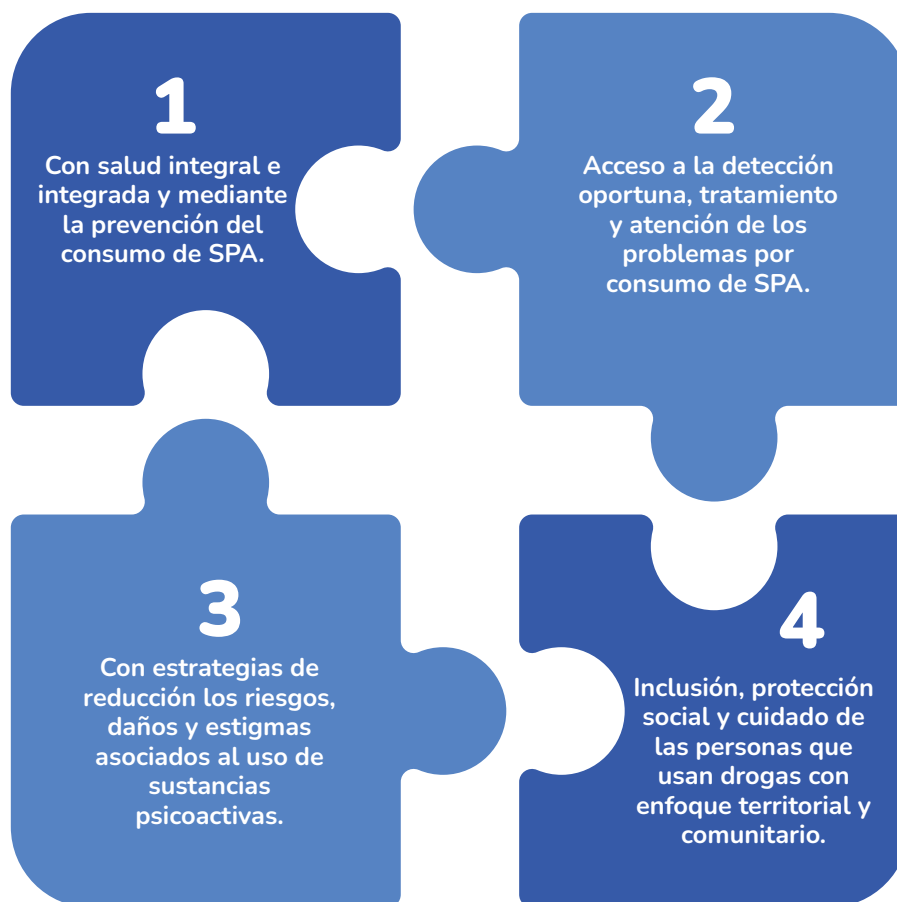 1
Con salud integral e
integrada y mediante
la prevención del
consumo de SPA.
2
Acceso a la detección
oportuna, tratamiento
y atención de los
problemas por
consumo de SPA.
3
Con estrategias de
reducción los riesgos,
daños y estigmas
asociados al uso de
sustancias
psicoactivas.
4
Inclusión, protección
social y cuidado de
las personas que
usan drogas con
enfoque territorial y
comunitario.